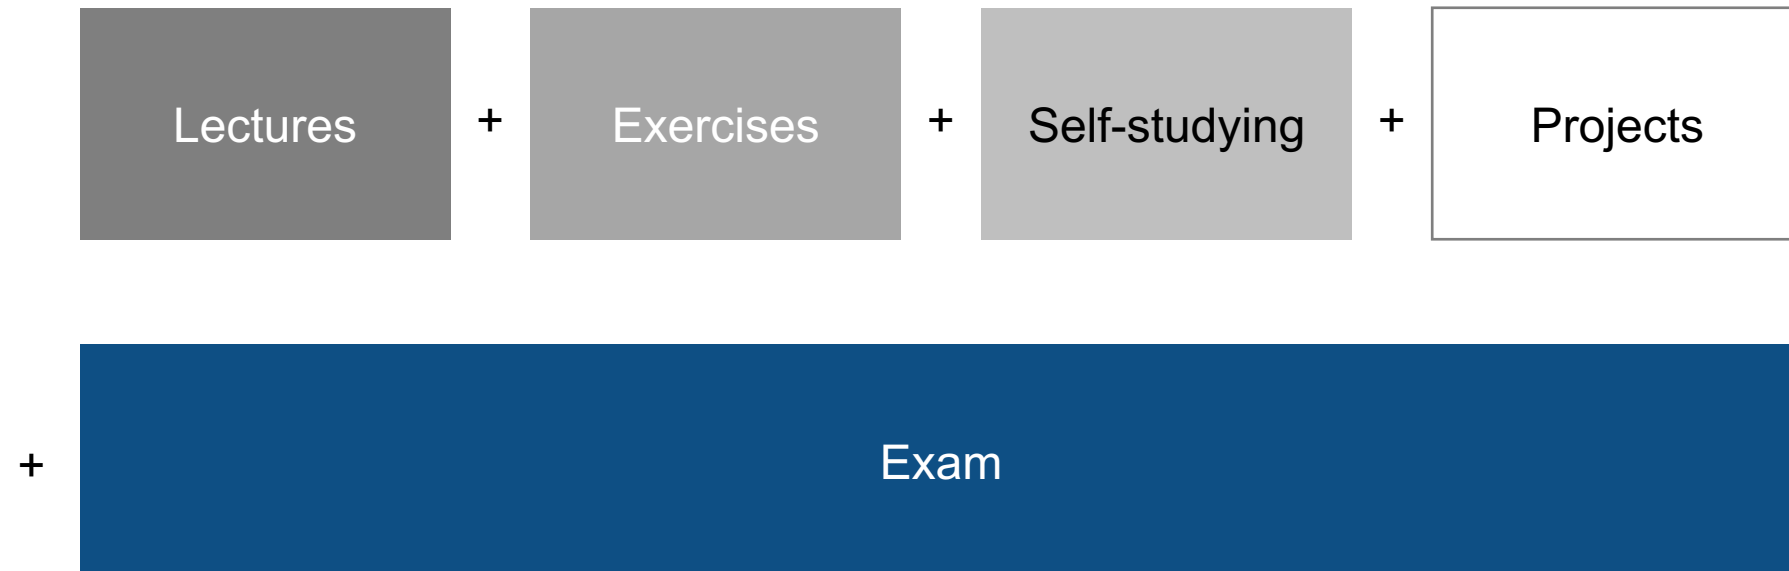 Lectures + Exercises + Self-studying + Projects
+ Exam